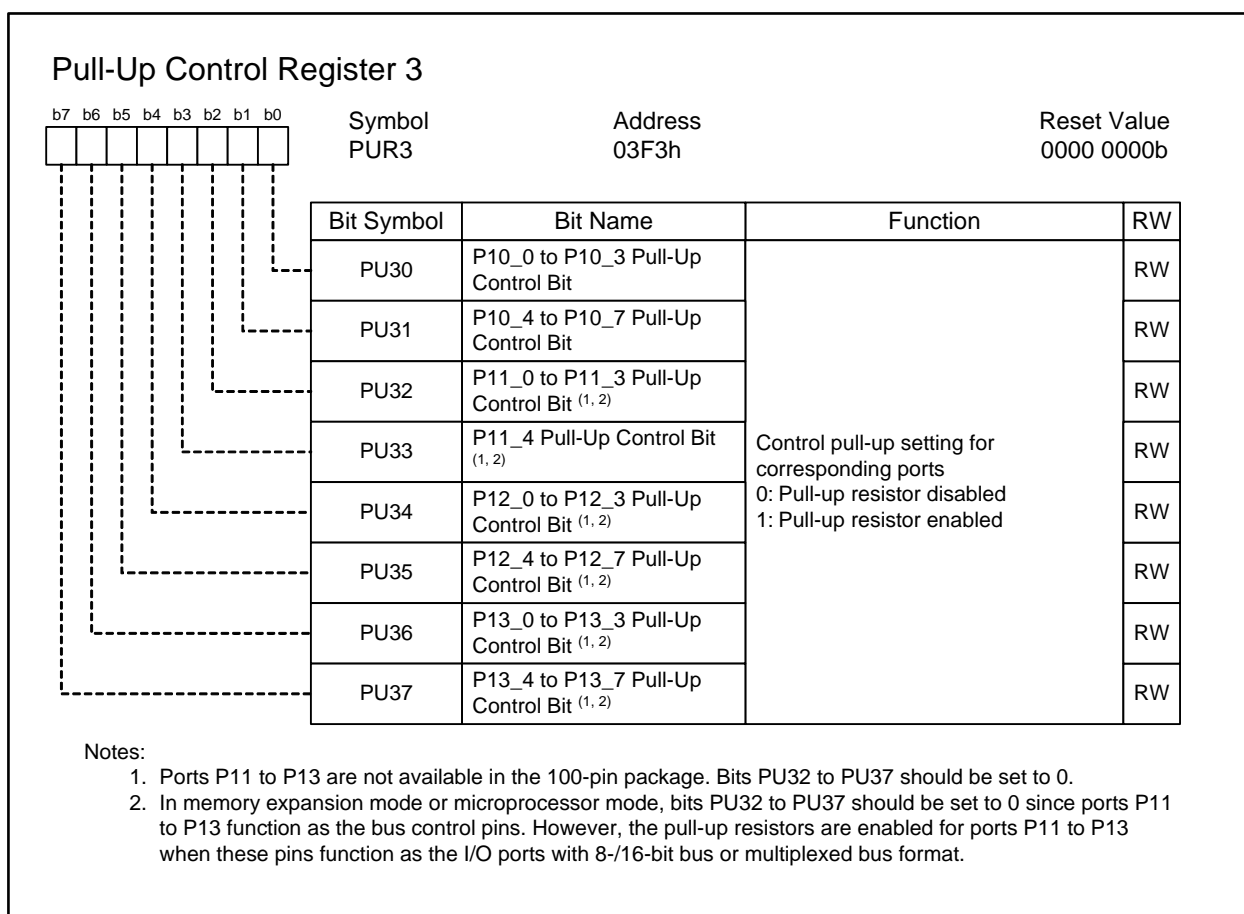 Pull-Up Control Register 3
b7 b6 b5 b4 b3 b2 b1 b0
Symbol Address Reset Value
PUR3 03F3h 0000 0000b
Bit Symbol Bit Name Function RW
PU30 P10_0 to P10_3 Pull-Up
Control Bit RW
PU31 P10_4 to P10_7 Pull-Up
Control Bit RW
PU32 P11_0 to P11_3 Pull-Up
Control Bit (1, 2) RW
PU33 P11_4 Pull-Up Control Bit
(1, 2) RW
PU34 P12_0 to P12_3 Pull-Up
Control Bit (1, 2) RW
PU35 P12_4 to P12_7 Pull-Up
Control Bit (1, 2) RW
PU36 P13_0 to P13_3 Pull-Up
Control Bit (1, 2) RW
PU37 P13_4 to P13_7 Pull-Up
Control Bit (1, 2) RW
Control pull-up setting for
corresponding ports
0: Pull-up resistor disabled
1: Pull-up resistor enabled
Notes:
1. Ports P11 to P13 are not available in the 100-pin package. Bits PU32 to PU37 should be set to 0.
2. In memory expansion mode or microprocessor mode, bits PU32 to PU37 should be set to 0 since ports P11
to P13 function as the bus control pins. However, the pull-up resistors are enabled for ports P11 to P13
when these pins function as the I/O ports with 8-/16-bit bus or multiplexed bus format.